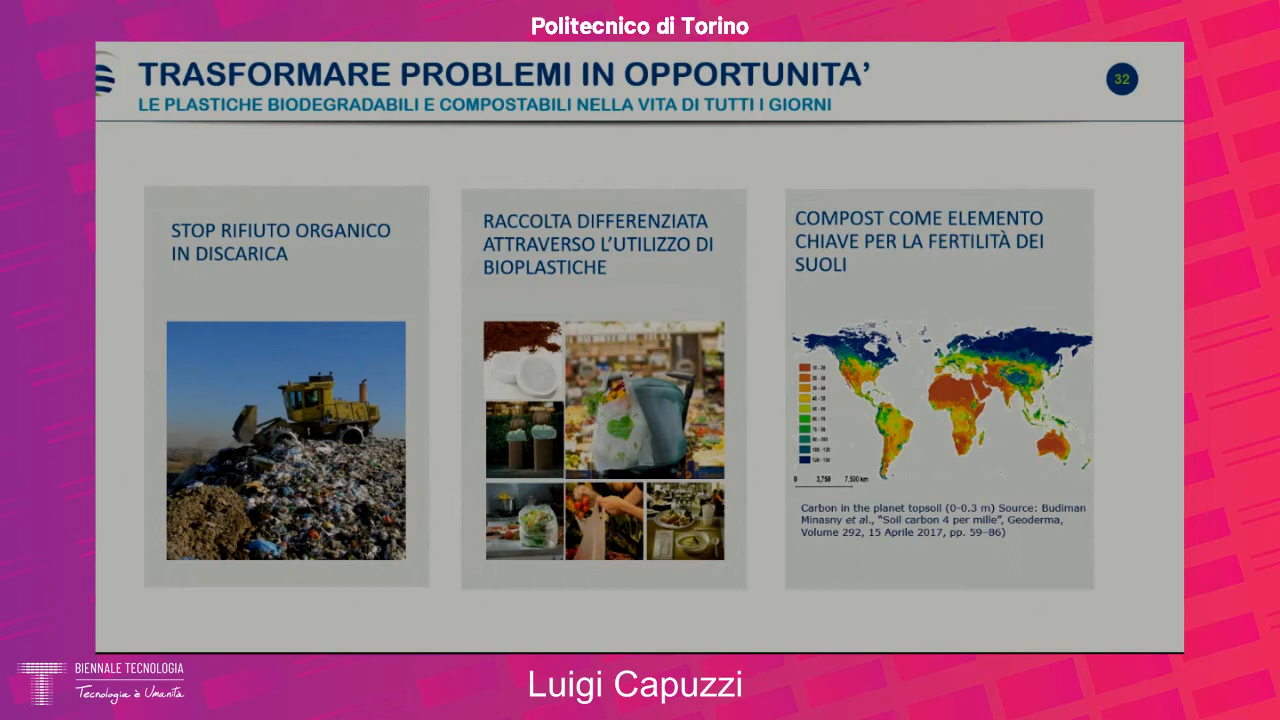 Politecnico di Torino
TRASFORMARE PROBLEMI IN OPPORTUNITA’
32
LE PLASTICHE BIODEGRADABILI E COMPOSTABILI NELLA VITA DI TUTTI I GIORNI
STOP RIFIUTO ORGANICO
IN DISCARICA
RACCOLTA DIFFERENZIATA
ATTRAVERSO L’UTILIZZO DI
BIOPLASTICHE
COMPOST COME ELEMENTO
CHIAVE PER LA FERTILITÀ DEI
SUOLI
0 3,750 7,500 km
Carbon in the planet topsoil (0-0.3 m) Source: Budiman
Minasny et al., “Soil carbon 4 per mille”, Geoderma,
Volume 292, 15 Aprile 2017, pp. 59–86)
BIENNALE TECNOLOGIA
Tecnologia è Umanità
Luigi Capuzzi